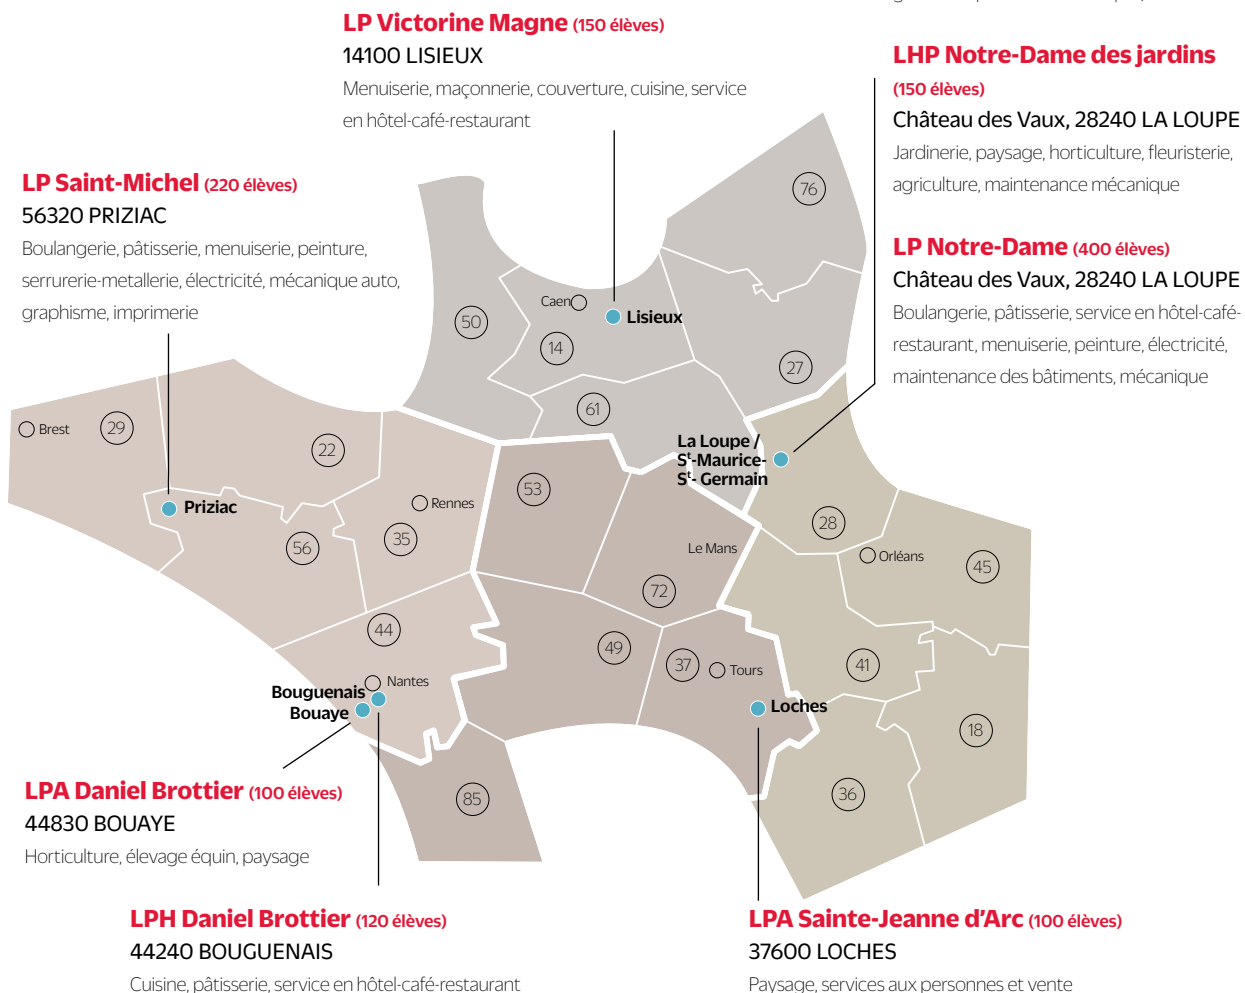 LP Victorine Magne (150 élèves)
14100 LISIEUX
Menuiserie, maçonnerie, couverture, cuisine, service
en hôtel-café-restaurant
LHP Notre-Dame des jardins
(150 élèves)
Château des Vaux, 28240 LA LOUPE
Jardinerie, paysage, horticulture, fleuristerie,
agriculture, maintenance mécanique
LP Saint-Michel (220 élèves)
56320 PRIZIAC
Boulangerie, pâtisserie, menuiserie, peinture,
serrurerie-metallerie, électricité, mécanique auto,
graphisme, imprimerie
LP Notre-Dame (400 élèves)
Château des Vaux, 28240 LA LOUPE
Boulangerie, pâtisserie, service en hôtel-café-
restaurant, menuiserie, peinture, électricité,
maintenance des bâtiments, mécanique
76
Caen
Lisieux
50
14
27
61
Brest
29
22
La Loupe /
St-Maurice-
St- Germain
53
Rennes
Priziac
28
35
56
Le Mans
Orléans
45
72
44
49
37
Tours
41
Nantes
Bouguenais
Bouaye
Loches
18
36
85
LPA Daniel Brottier (100 élèves)
44830 BOUAYE
Horticulture, élevage équin, paysage
LPH Daniel Brottier (120 élèves)
44240 BOUGUENAIS
Cuisine, pâtisserie, service en hôtel-café-restaurant
LPA Sainte-Jeanne d'Arc (100 élèves)
37600 LOCHES
Paysage, services aux personnes et vente